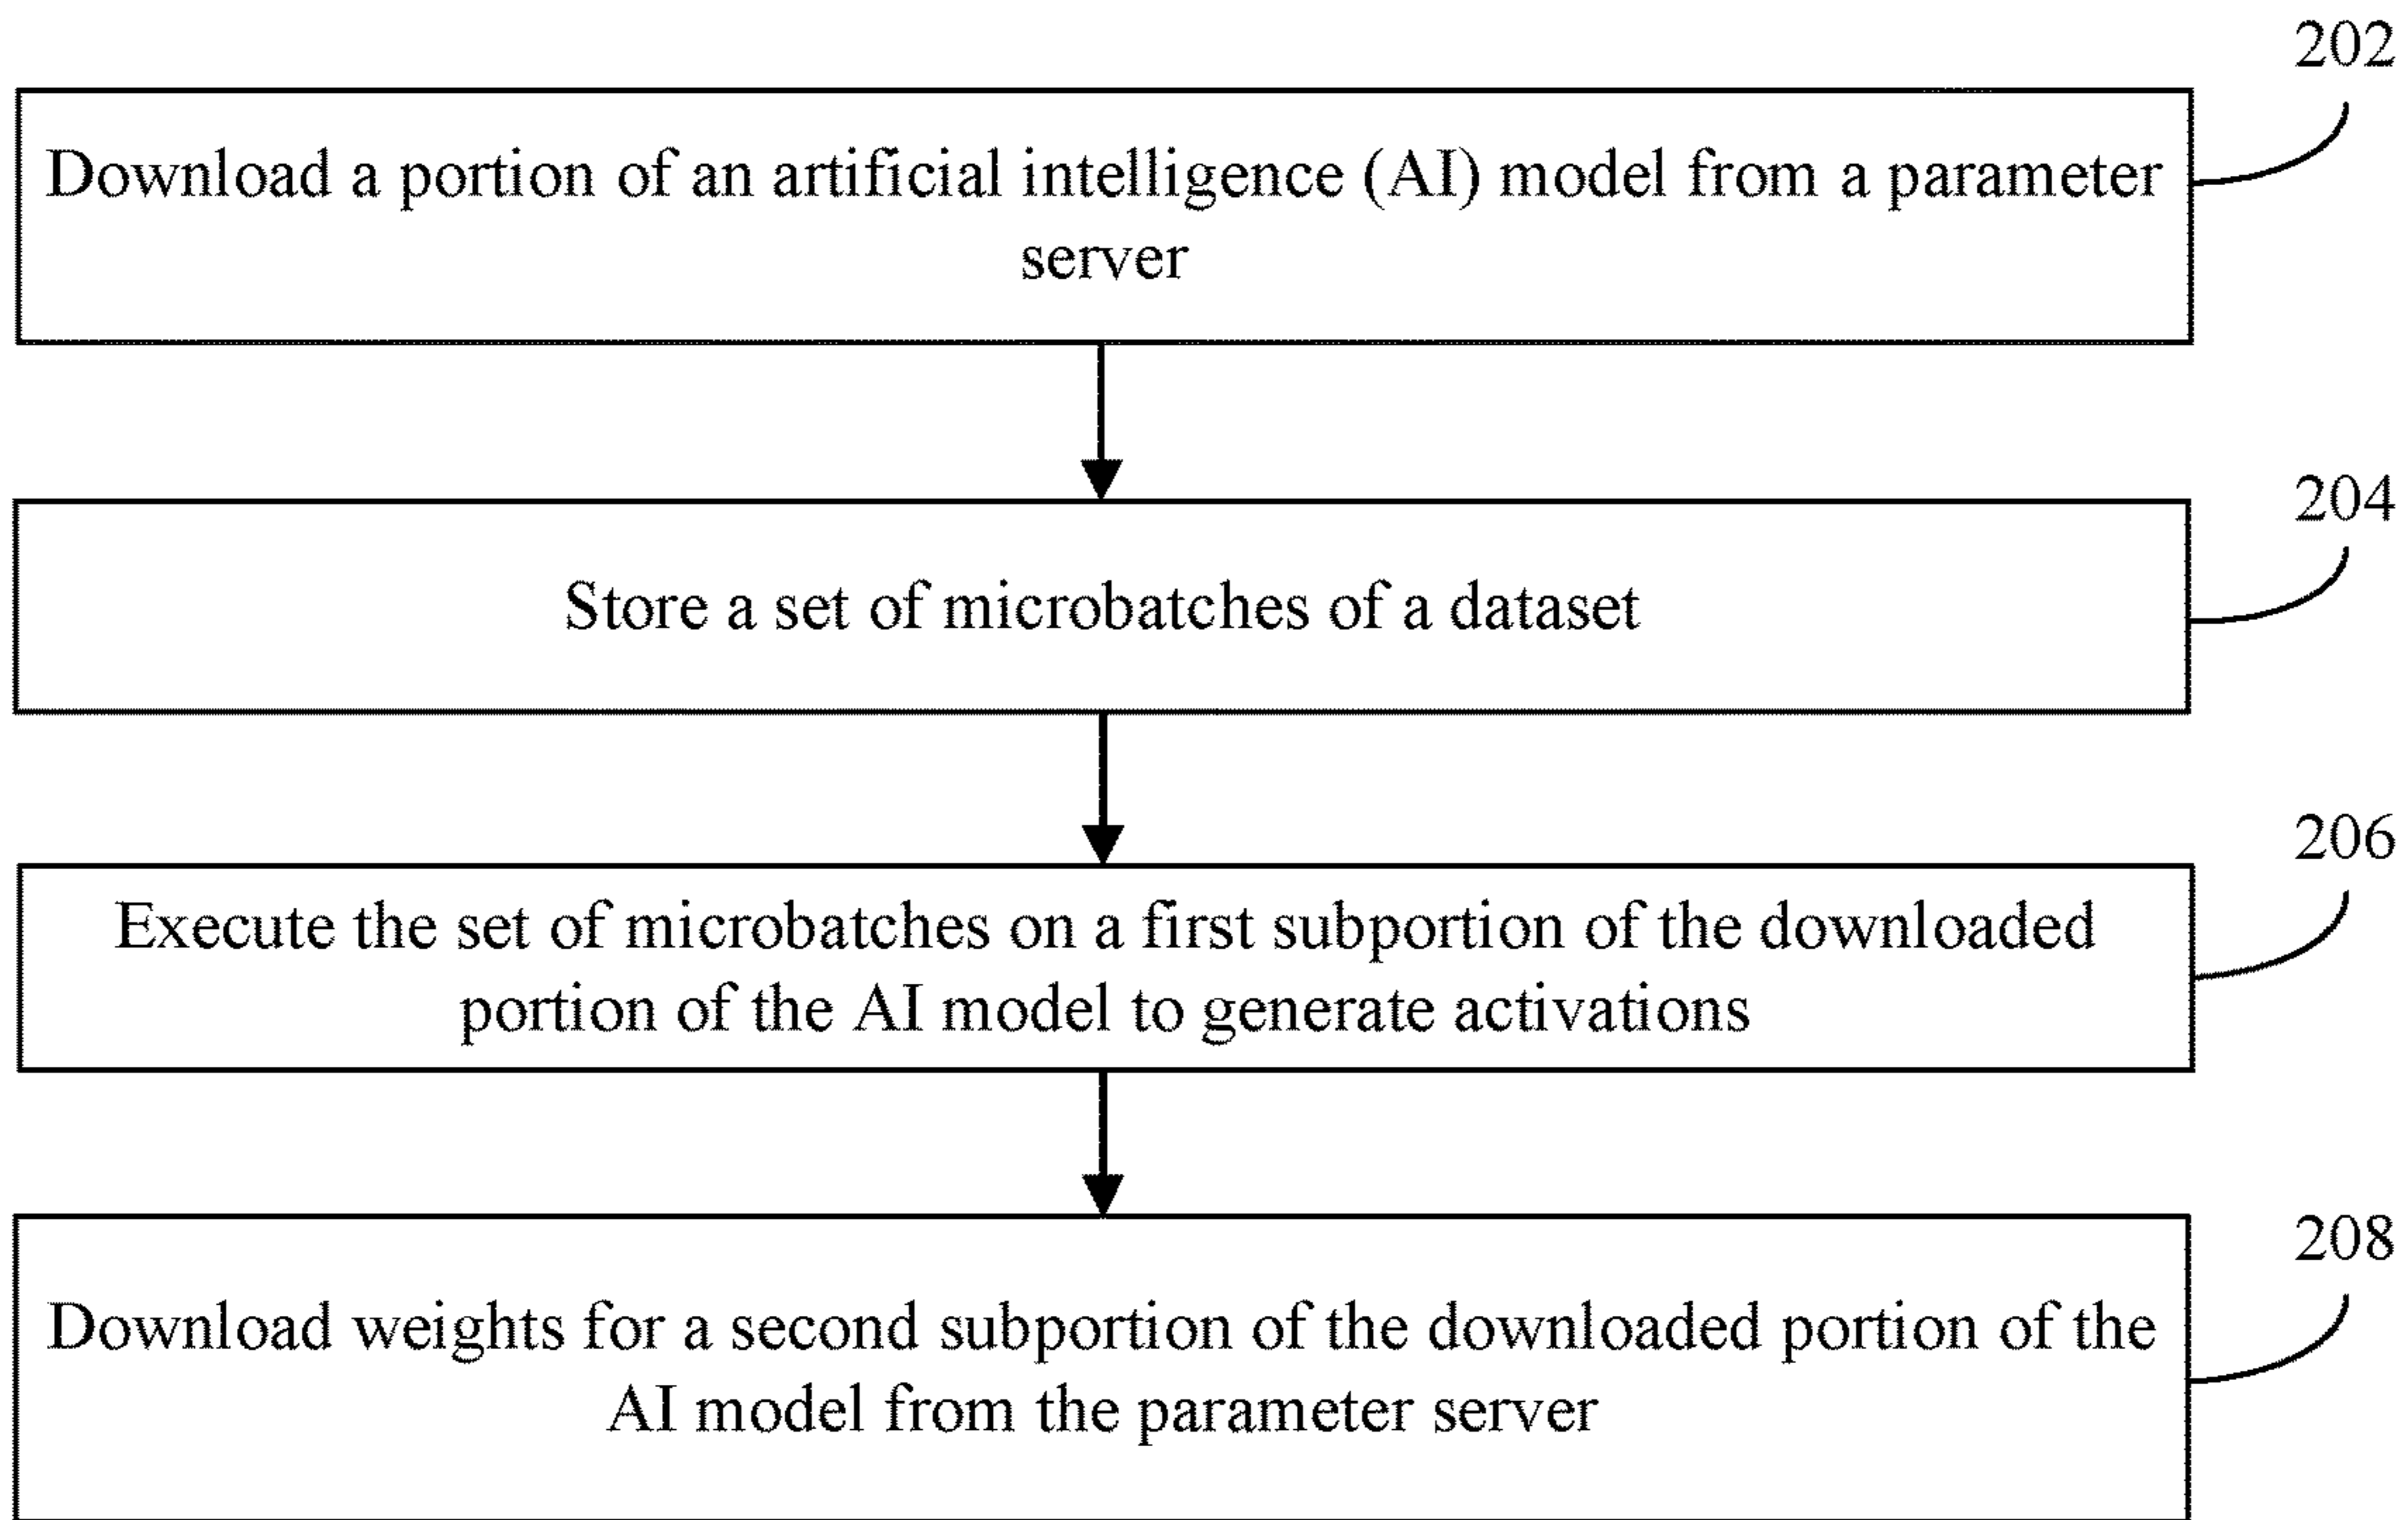 202
Download a portion of an artificial intelligence (AI) model from a parameter
server
204
Store a set of microbatches of a dataset
206
Execute the set of microbatches on a first subportion of the downloaded
portion of the AI model to generate activations
208
Download weights for a second subportion of the downloaded portion of the
AI model from the parameter server